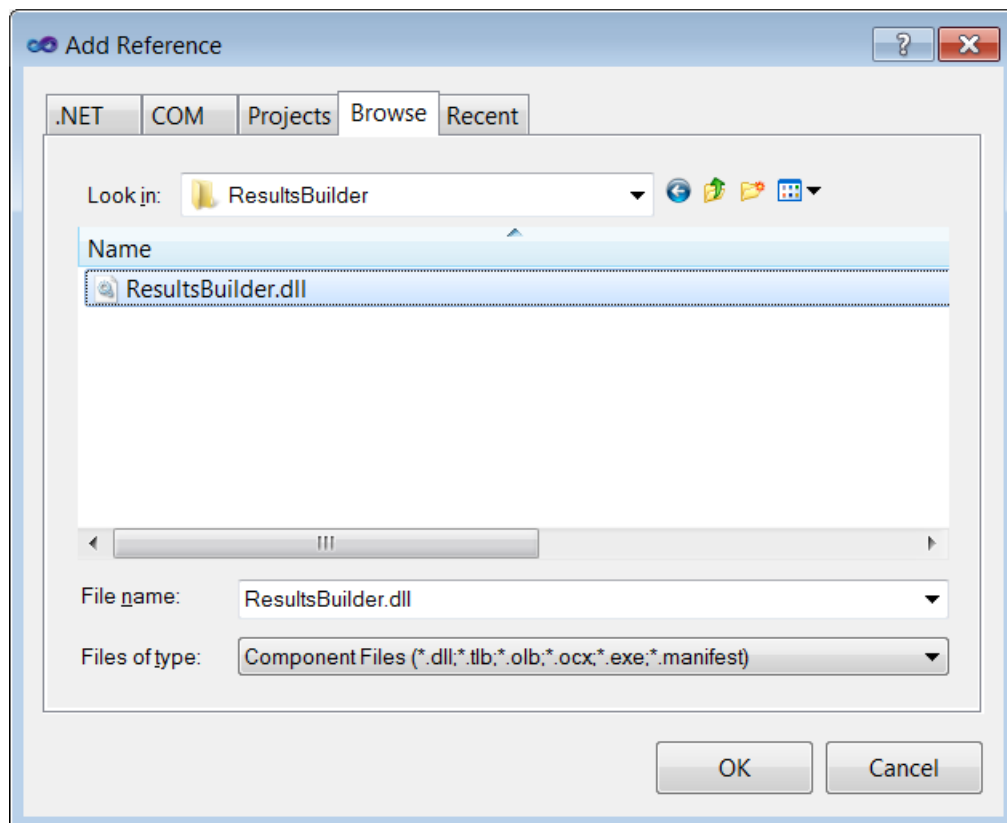 Add Reference
.NET COM Projects Browse Recent
Look in: ResultsBuilder
Name
ResultsBuilder.dll
File name: ResultsBuilder.dll
Files of type: Component Files (*.dll;*.tlb;*.olb;*.ocx;*.exe;*.manifest)
OK Cancel